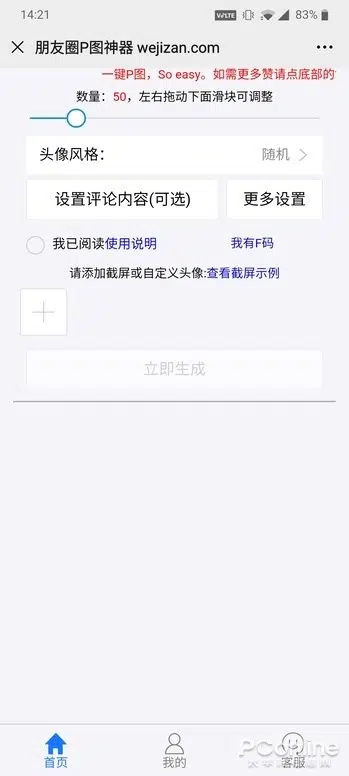 14:21
VoLTE
83%
朋友圈P图神器 wejizan.com
一键P图，So easy。如需更多赞请点底部的
数量：50，左右拖动下面滑块可调整
头像风格：
随机
设置评论内容(可选)
更多设置
我已阅读使用说明
我有F码
请添加截屏或自定义头像:查看截屏示例
立即生成
首页
我的
客服
PConline